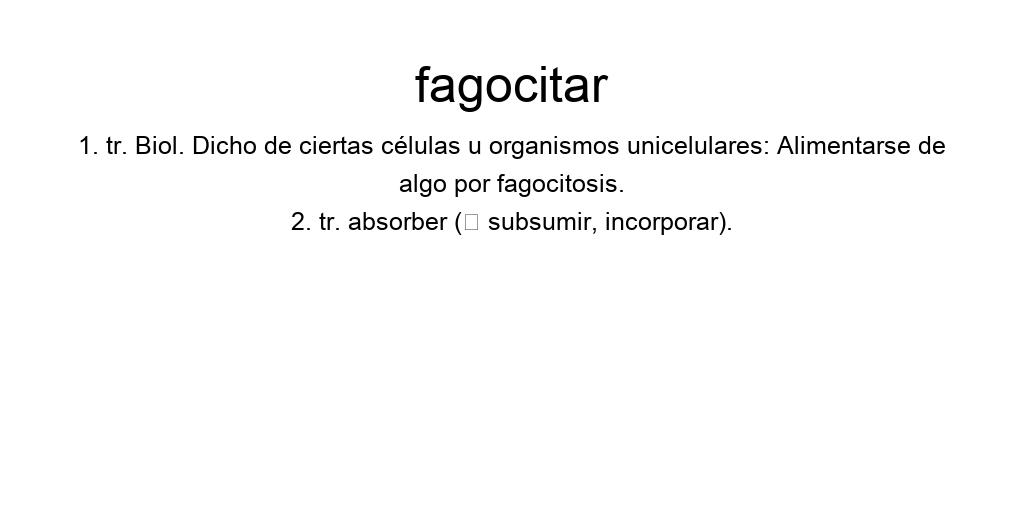 fagocitar
1. tr. Biol. Dicho de ciertas células u organismos unicelulares: Alimentarse de
algo por fagocitosis.
2. tr. absorber (□ subsumir, incorporar).